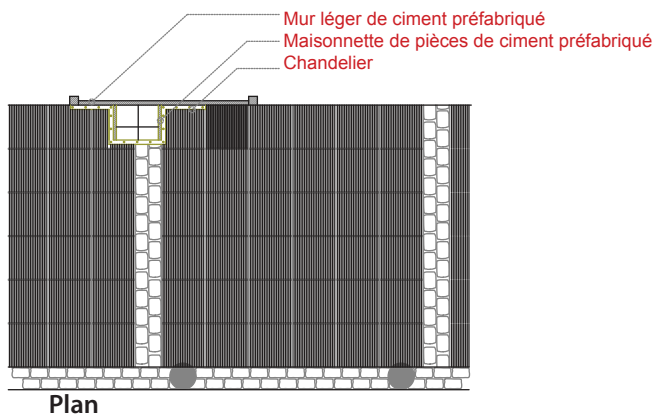 Mur léger de ciment préfabriqué
Maisonnette de pièces de ciment préfabriqué
Chandelier
Plan